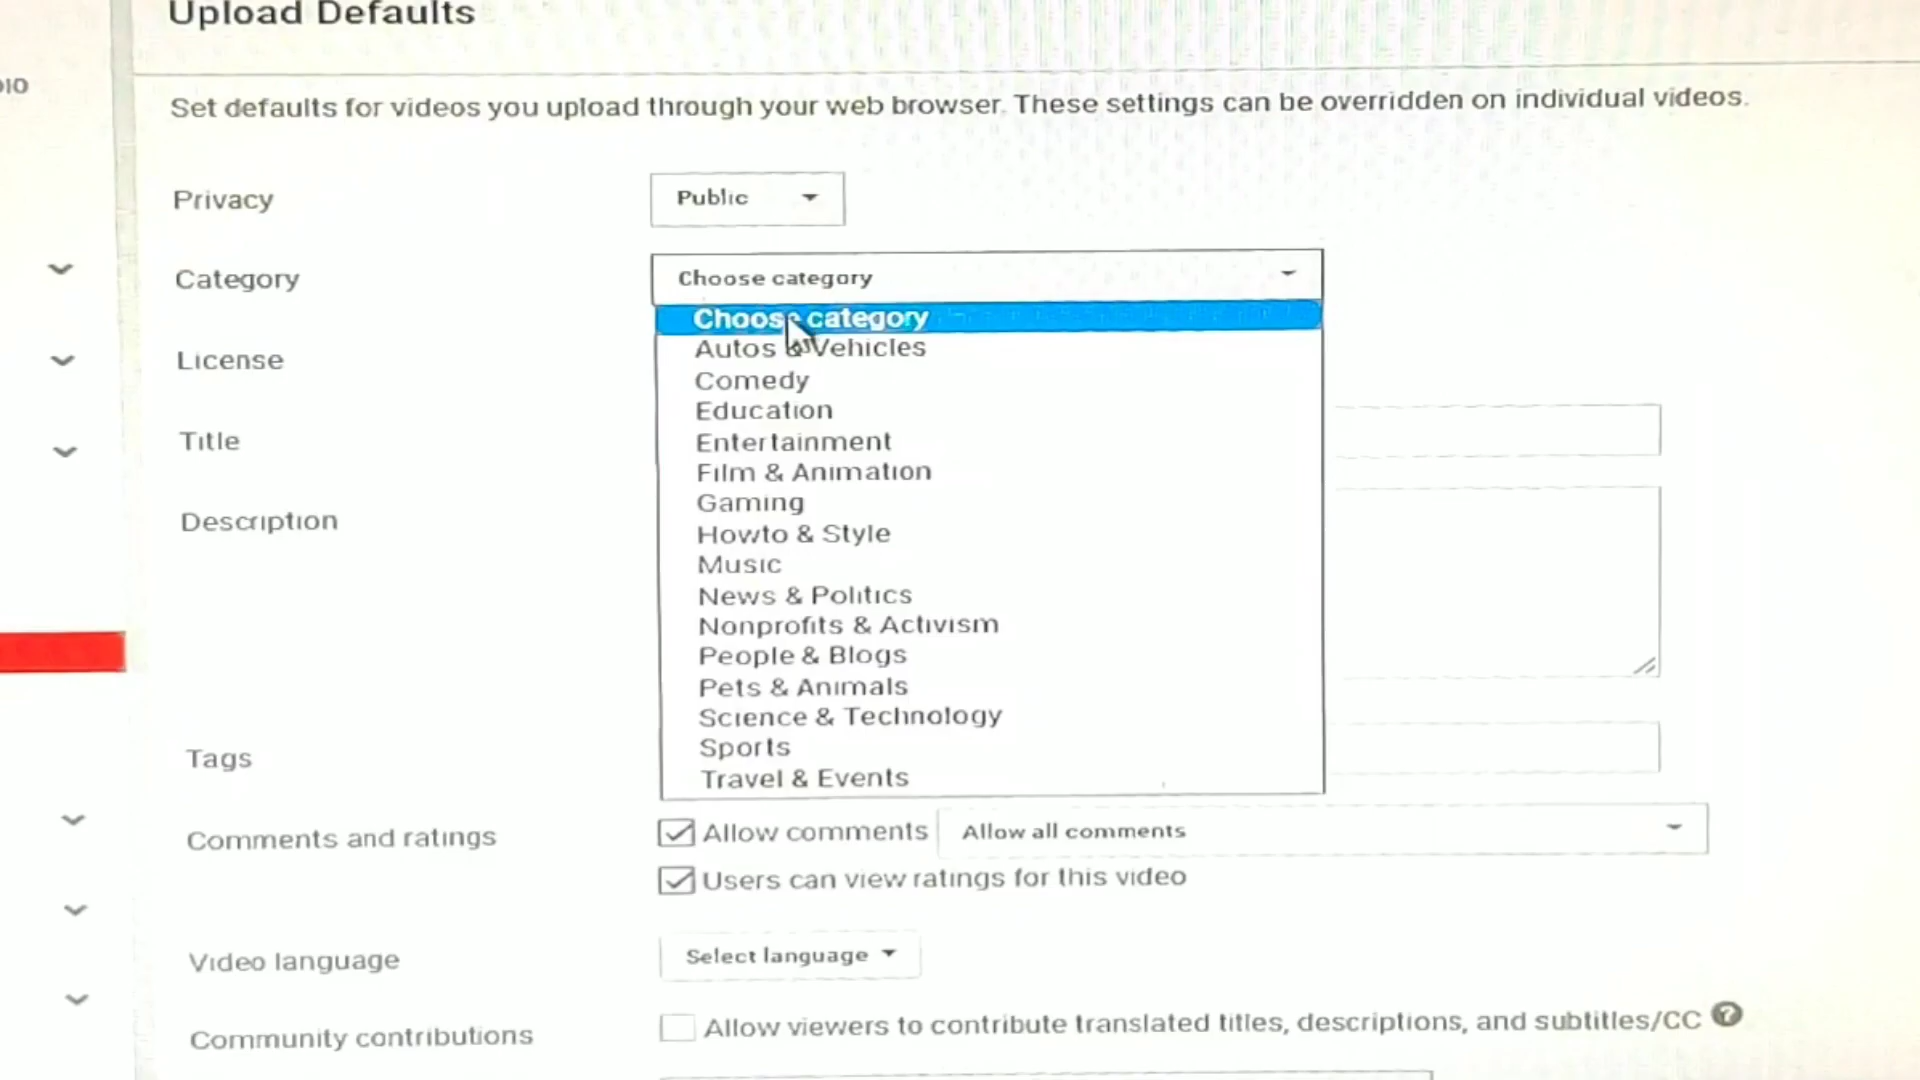 Upload Defaults
Set defaults for videos you upload through your web browser. These settings can be overridden on individual videos.
Privacy
Public
Category
Choose category
Choose category
Autos & Vehicles
Comedy
Education
Entertainment
Film & Animation
Gaming
Howto & Style
Music
News & Politics
Nonprofits & Activism
People & Blogs
Pets & Animals
Science & Technology
Sports
Travel & Events
License
Title
Description
Tags
Comments and ratings
Allow comments
Allow all comments
Users can view ratings for this video
Video language
Select language
Community contributions
Allow viewers to contribute translated titles, descriptions, and subtitles/CC ?